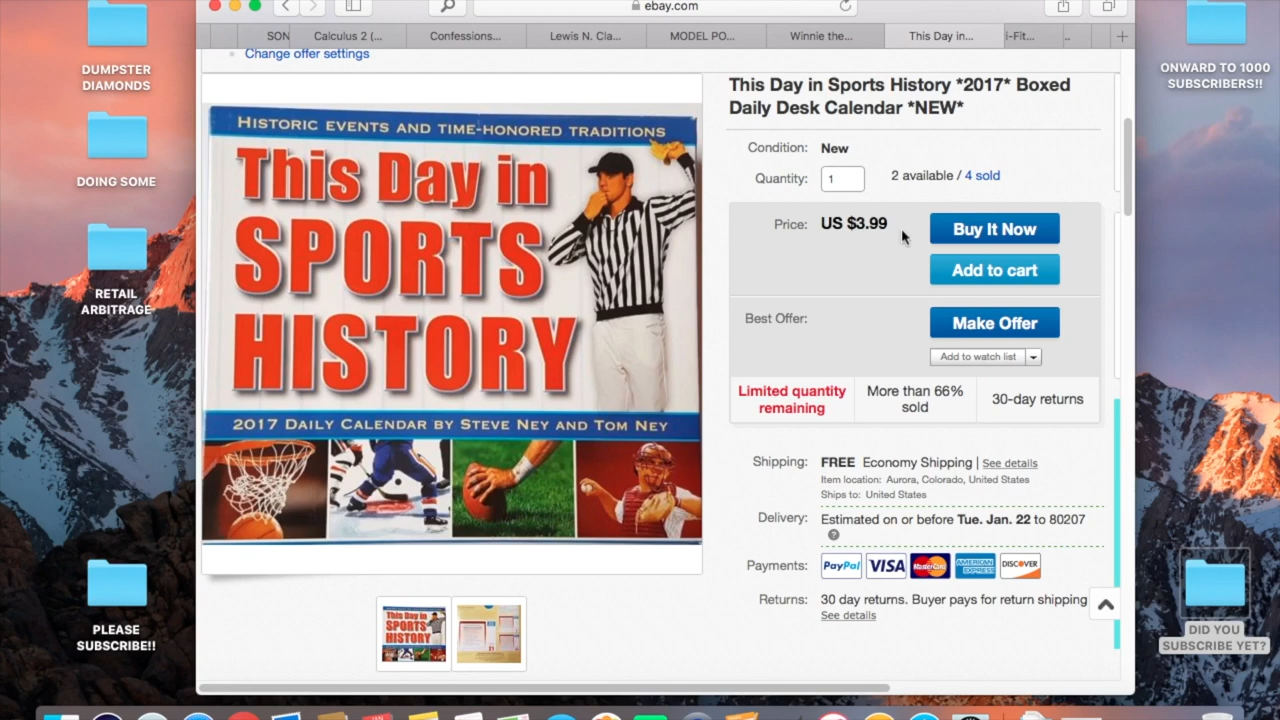 ebay.com
SON
Calculus 2 (...
Confessions...
Lewis N. Cla...
MODEL PO...
Winnie the...
This Day in...
i-Fit...
..
Change offer settings
DUMPSTER
DIAMONDS
DOING SOME
RETAIL
ARBITRAGE
PLEASE
SUBSCRIBE!!
HISTORIC EVENTS AND TIME-HONORED TRADITIONS
This Day in
SPORTS
HISTORY
2017 DAILY CALENDAR BY STEVE NEY AND TOM NEY
This Day in
SPORTS
HISTORY
This Day in Sports History *2017* Boxed
Daily Desk Calendar *NEW*
Condition: New
Quantity: 1 2 available / 4 sold
Price: US $3.99
Buy It Now
Add to cart
Best Offer:
Make Offer
Add to watch list
Limited quantity
remaining
More than 66%
sold
30-day returns
Shipping: FREE Economy Shipping | See details
Item location: Aurora, Colorado, United States
Ships to: United States
Delivery: Estimated on or before Tue. Jan. 22 to 80207
?
Payments: PayPal VISA MasterCard AMERICAN EXPRESS DISCOVER
Returns: 30 day returns. Buyer pays for return shipping
See details
ONWARD TO 1000
SUBSCRIBERS!!
DID YOU
SUBSCRIBE YET?